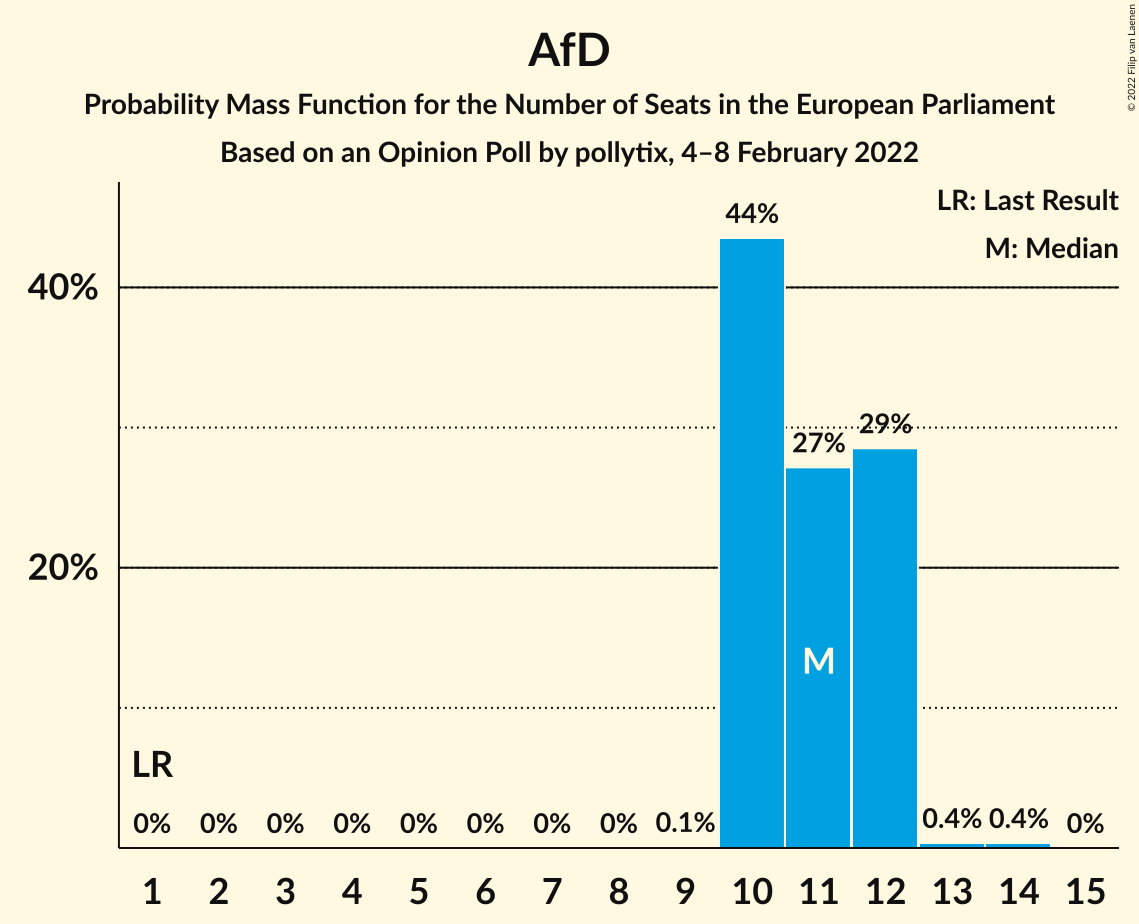 AfD
Probability Mass Function for the Number of Seats in the European Parliament
Based on an Opinion Poll by pollytix, 4–8 February 2022
© 2022 Filip van Laenen
LR: Last Result
M: Median
44%
40%
29%
27%
20%
M
LR
0% 0% 0% 0% 0% 0% 0% 0% 0.1% 0.4% 0.4% 0%
1 2 3 4 5 6 7 8 9 10 11 12 13 14 15